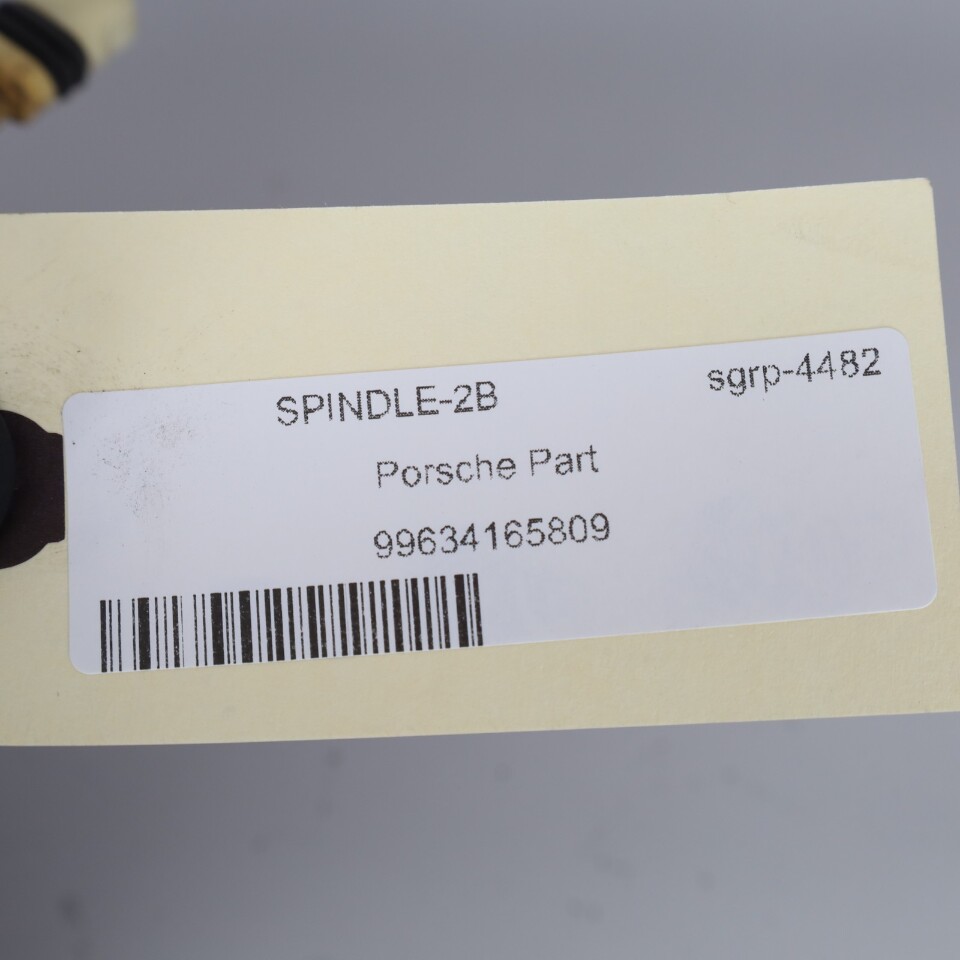 SPINDLE-2B sgrp-4482
Porsche Part
99634165809